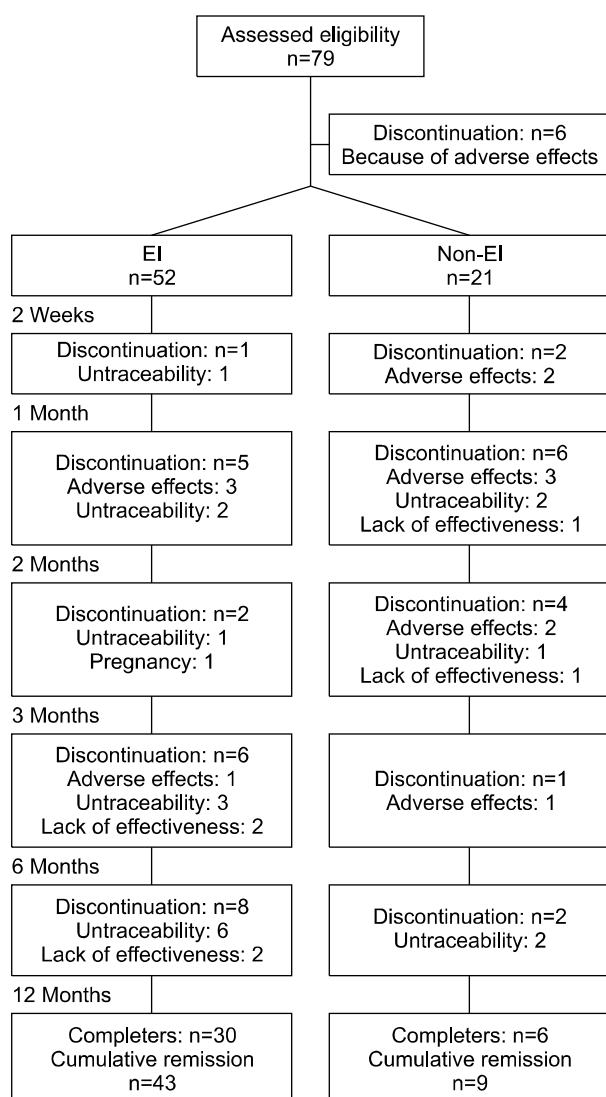 Assessed eligibility
n=79
Discontinuation: n=6
Because of adverse effects
EI
n=52
Non-EI
n=21
2 Weeks
Discontinuation: n=1
Untraceability: 1
Discontinuation: n=2
Adverse effects: 2
1 Month
Discontinuation: n=5
Adverse effects: 3
Untraceability: 2
Discontinuation: n=6
Adverse effects: 3
Untraceability: 2
Lack of effectiveness: 1
2 Months
Discontinuation: n=2
Untraceability: 1
Pregnancy: 1
Discontinuation: n=4
Adverse effects: 2
Untraceability: 1
Lack of effectiveness: 1
3 Months
Discontinuation: n=6
Adverse effects: 1
Untraceability: 3
Lack of effectiveness: 2
Discontinuation: n=1
Adverse effects: 1
6 Months
Discontinuation: n=8
Untraceability: 6
Lack of effectiveness: 2
Discontinuation: n=2
Untraceability: 2
12 Months
Completers: n=30
Cumulative remission
n=43
Completers: n=6
Cumulative remission
n=9